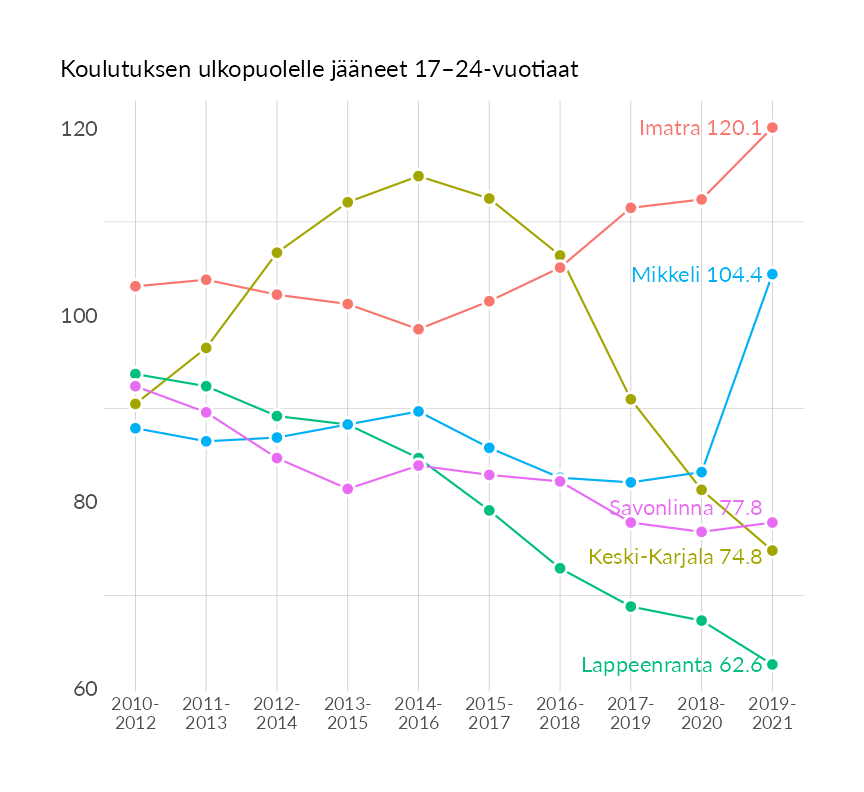 Koulutuksen ulkopuolelle jääneet 17–24-vuotiaat
120
100
80
60
Imatra 120.1
Mikkeli 104.4
Savonlinna 77.8
Keski-Karjala 74.8
Lappeenranta 62.6
2010- 2011- 2012- 2013- 2014- 2015- 2016- 2017- 2018- 2019-
2012 2013 2014 2015 2016 2017 2018 2019 2020 2021